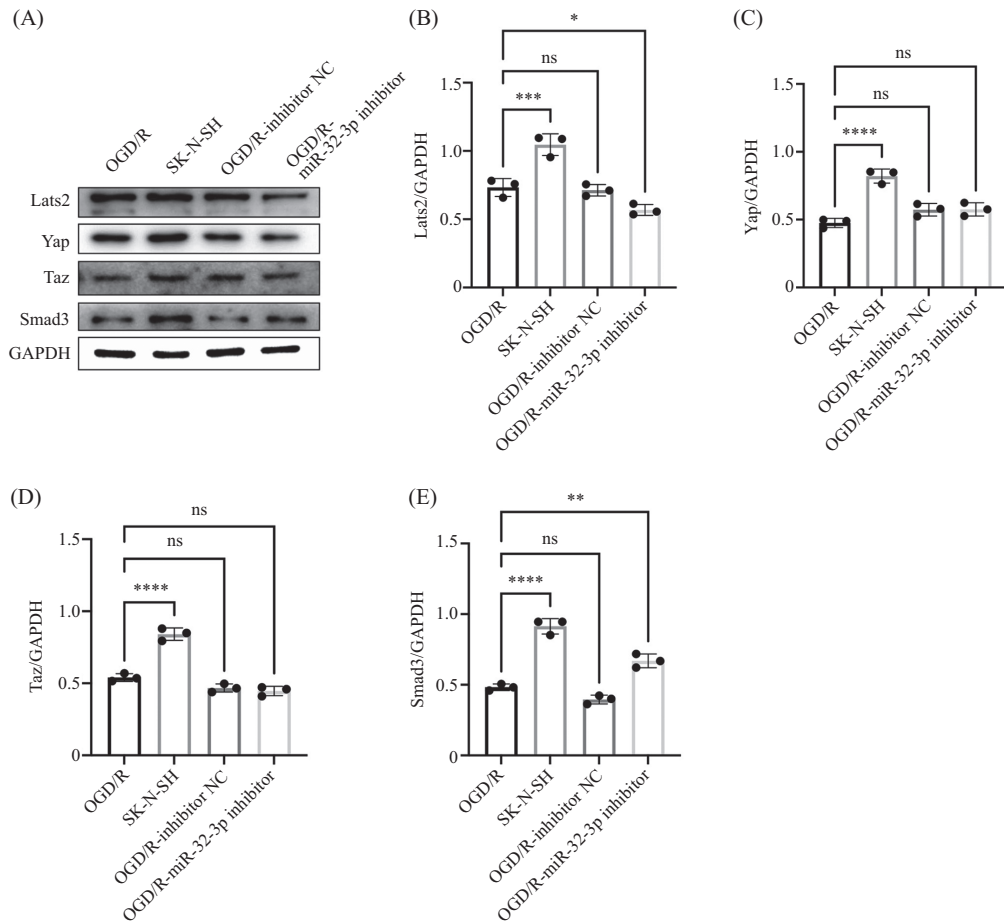 (A)
OGD/R
SK-N-SH
OGD/R-inhibitor NC
OGD/R-
miR-32-3p inhibitor
Lats2
Yap
Taz
Smad3
GAPDH
(B)
*
ns
***
1.5
1.0
0.5
0
Lats2/GAPDH
OGD/R
SK-N-SH
OGD/R-inhibitor NC
OGD/R-miR-32-3p inhibitor
(C)
ns
ns
****
1.5
1.0
0.5
0
Yap/GAPDH
OGD/R
SK-N-SH
OGD/R-inhibitor NC
OGD/R-miR-32-3p inhibitor
(D)
ns
ns
****
1.5
1.0
0.5
0
Taz/GAPDH
OGD/R
SK-N-SH
OGD/R-inhibitor NC
OGD/R-miR-32-3p inhibitor
(E)
**
ns
****
1.5
1.0
0.5
0
Smad3/GAPDH
OGD/R
SK-N-SH
OGD/R-inhibitor NC
OGD/R-miR-32-3p inhibitor